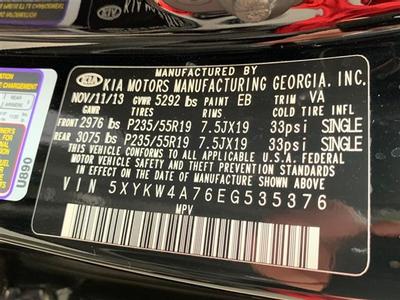 MANUFACTURED BY
KIA KIA MOTORS MANUFACTURING GEORGIA, INC.
NOV/11/13 GVWR 5292 lbs PAINT EB TRIM VA
GAWR TIRES RIMS COLD TIRE INFL
FRONT 2976 lbs P235/55R19 7.5JX19 33psi SINGLE
REAR 3075 lbs P235/55R19 7.5JX19 33psi SINGLE
THIS VEHICLE CONFORMS TO ALL APPLICABLE U.S.A. FEDERAL
MOTOR VEHICLE SAFETY AND THEFT PREVENTION STANDARDS
IN EFFECT ON THE DATE OF MANUFACTURE SHOWN ABOVE
VIN 5XYKW4A76EG535376
MPV
U890